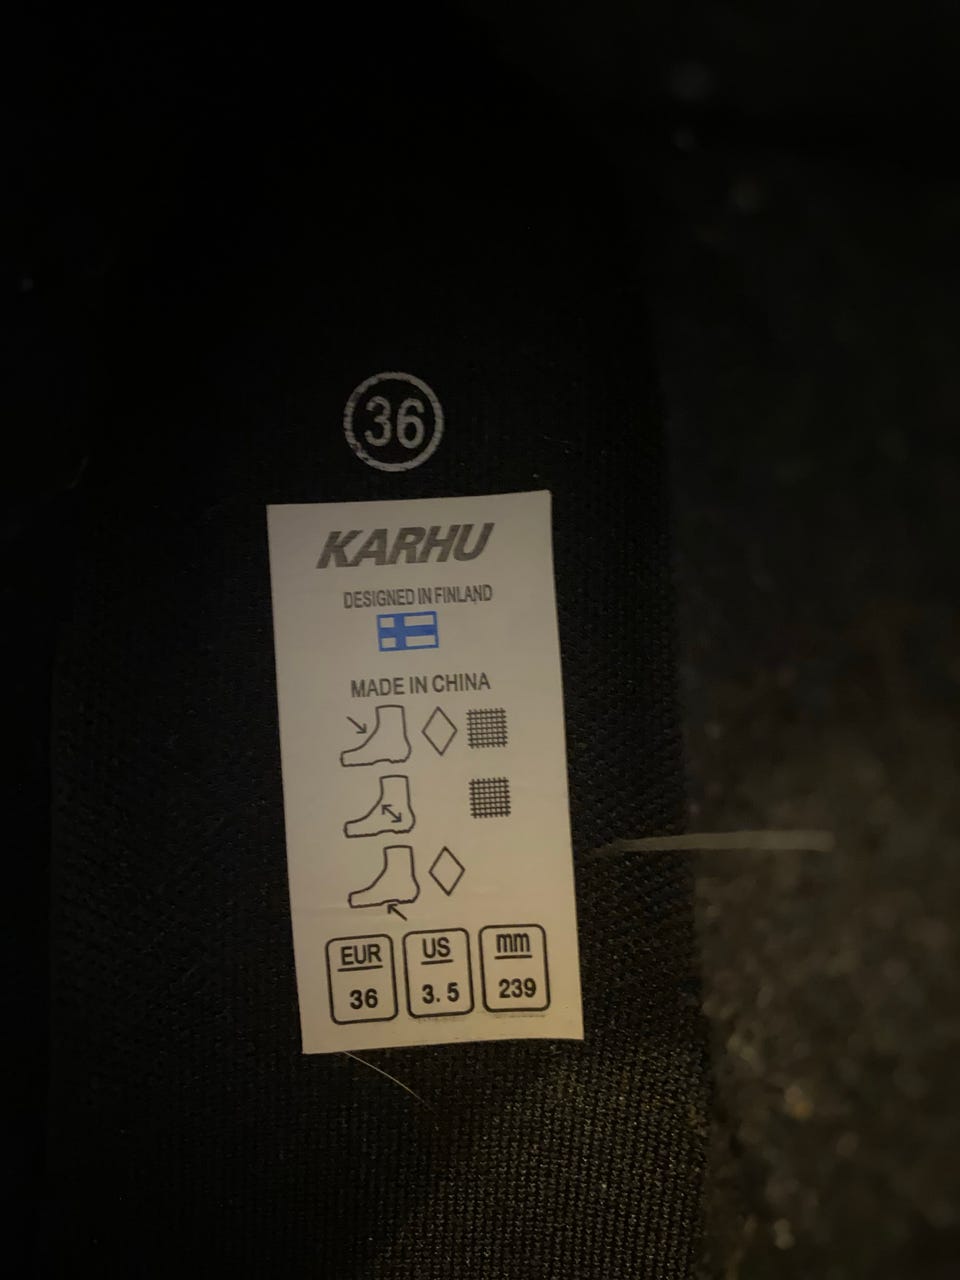 36
KARHU
DESIGNED IN FINLAND
MADE IN CHINA
EUR US mm
36 3.5 239